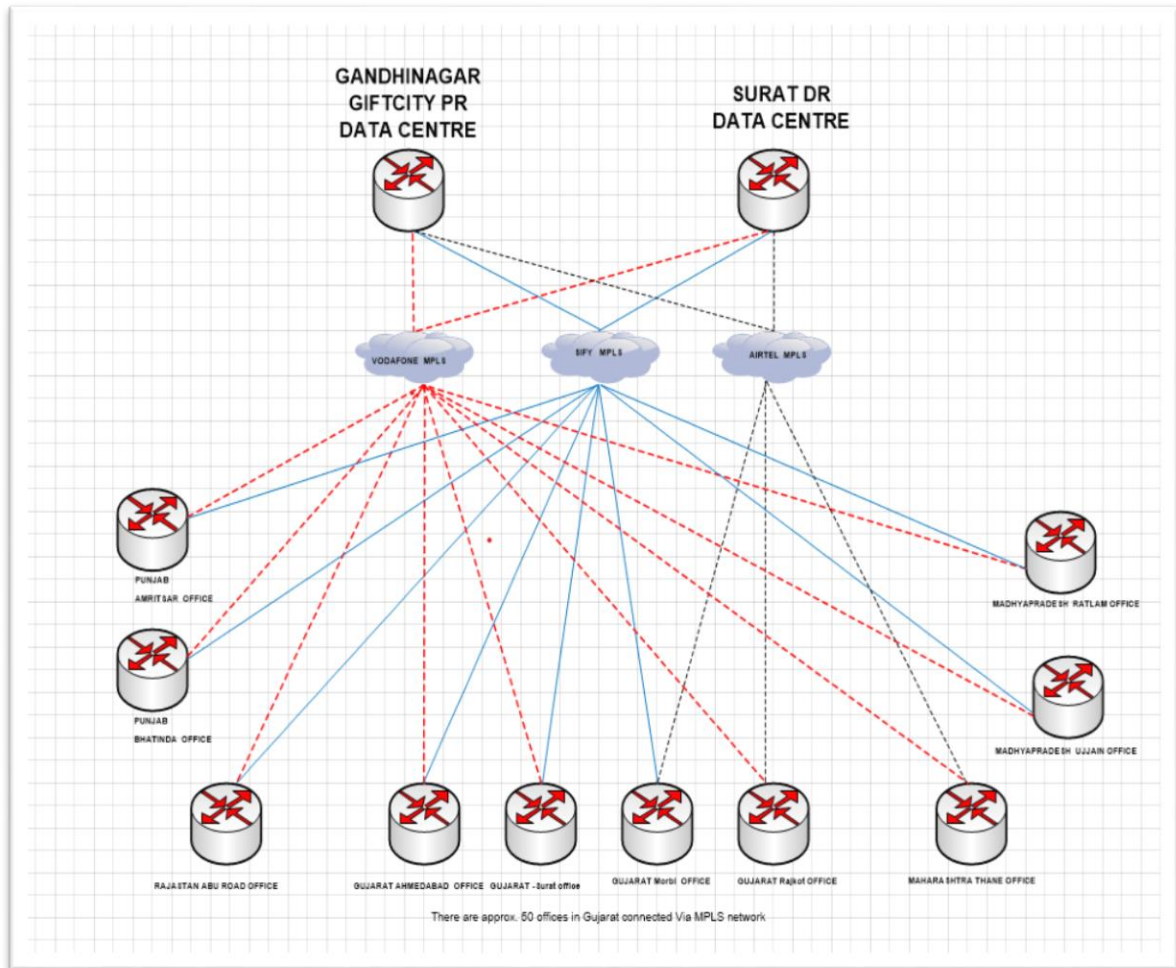 GANDHINAGAR
GIFTCITY PR
DATA CENTRE
SURAT DR
DATA CENTRE
VODAFONE MPLS
SIFY MPLS
AIRTEL MPLS
PUNJAB
AMRITSAR OFFICE
MADHYAPRADESH RATLAM OFFICE
PUNJAB
BHATINDA OFFICE
MADHYAPRADESH UJJAIN OFFICE
RAJASTAN ABU ROAD OFFICE
GUJARAT AHMEDABAD OFFICE
GUJARAT -Surat office
GUJARAT Morbi OFFICE
GUJARAT Rajkot OFFICE
MAHARASHTRA THANE OFFICE
There are approx. 50 offices in Gujarat connected Via MPLS network